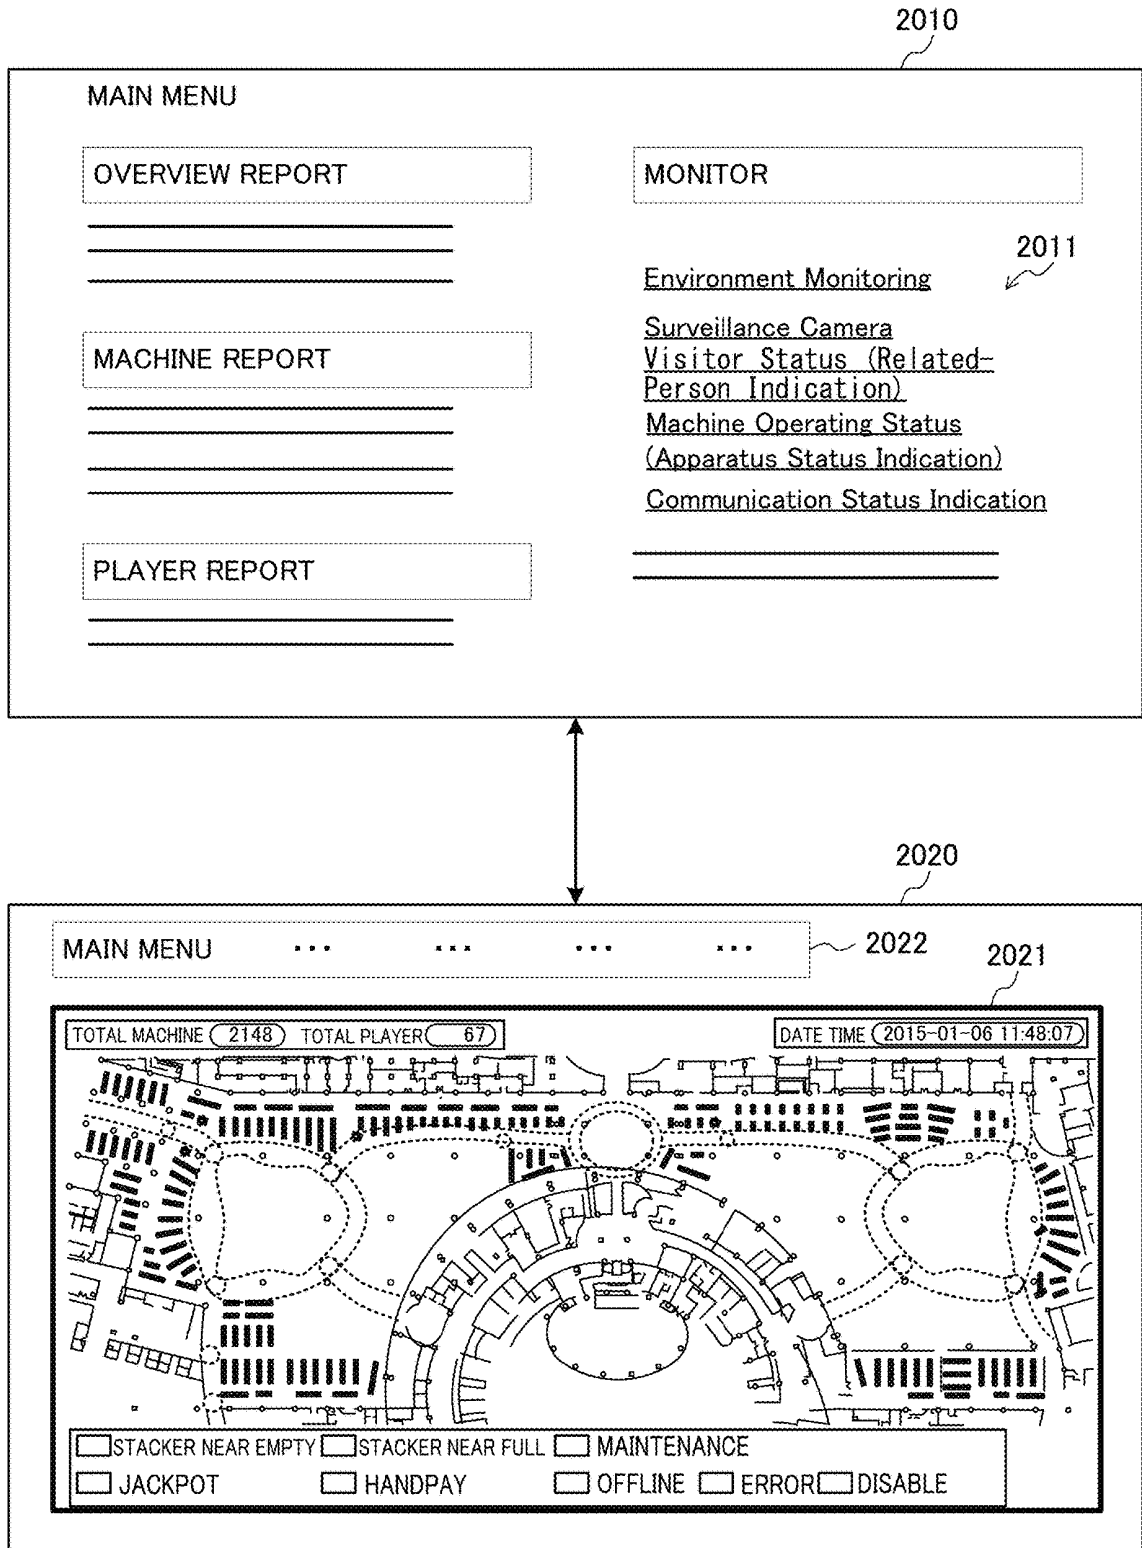 2010
MAIN MENU
OVERVIEW REPORT
MACHINE REPORT
PLAYER REPORT
MONITOR
2011
Environment Monitoring
Surveillance Camera
Visitor Status (Related-
Person Indication)
Machine Operating Status
(Apparatus Status Indication)
Communication Status Indication
2020
MAIN MENU ... ... ... ...
2022
2021
TOTAL MACHINE 2148 TOTAL PLAYER 67
DATE TIME 2015-01-06 11:48:07
STACKER NEAR EMPTY STACKER NEAR FULL MAINTENANCE
JACKPOT HANDPAY OFFLINE ERROR DISABLE